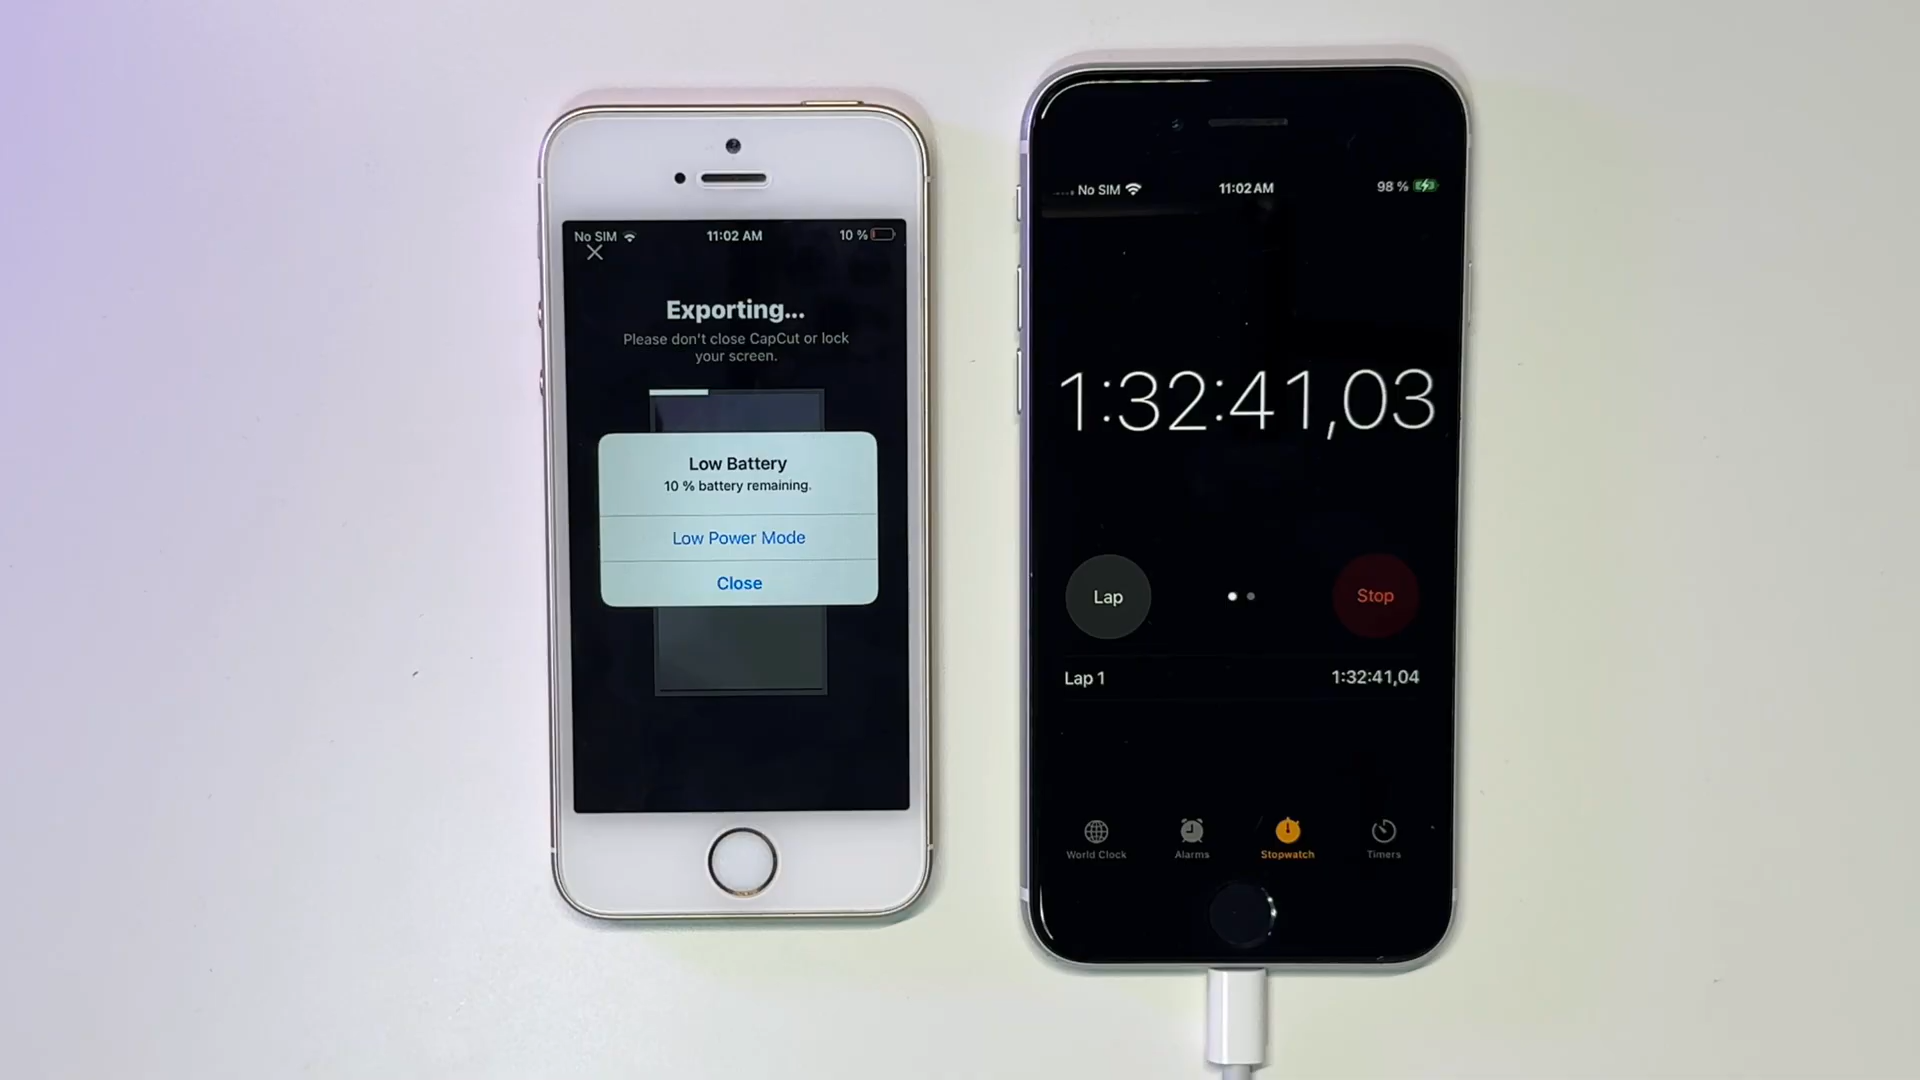 No SIM 11:02 AM 10 %
Exporting...
Please don't close CapCut or lock
your screen.
Low Battery
10 % battery remaining.
Low Power Mode
Close
No SIM 11:02 AM 98 %
1:32:41,03
Lap Stop
Lap 1 1:32:41,04
World Clock Alarms Stopwatch Timers